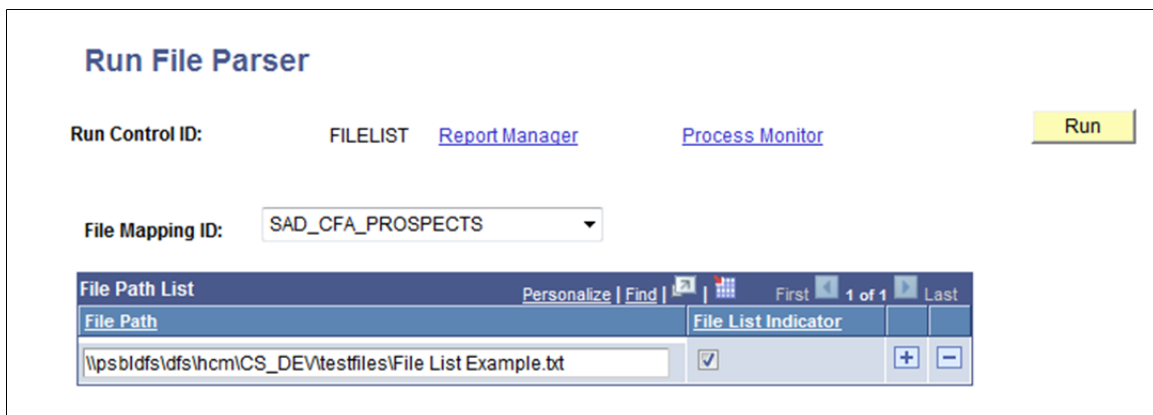 Run File Parser
Run Control ID: FILELIST Report Manager Process Monitor Run
File Mapping ID: SAD_CFA_PROSPECTS
File Path List Personalize | Find | | First 1 of 1 Last
File Path File List Indicator
\\psbldfs\dfs\hcm\CS_DEV\testfiles\File List Example.txt